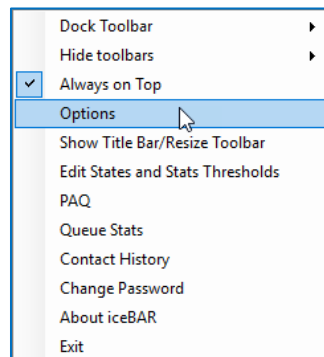 Dock Toolbar
Hide toolbars
Always on Top
Options
Show Title Bar/Resize Toolbar
Edit States and Stats Thresholds
PAQ
Queue Stats
Contact History
Change Password
About iceBAR
Exit